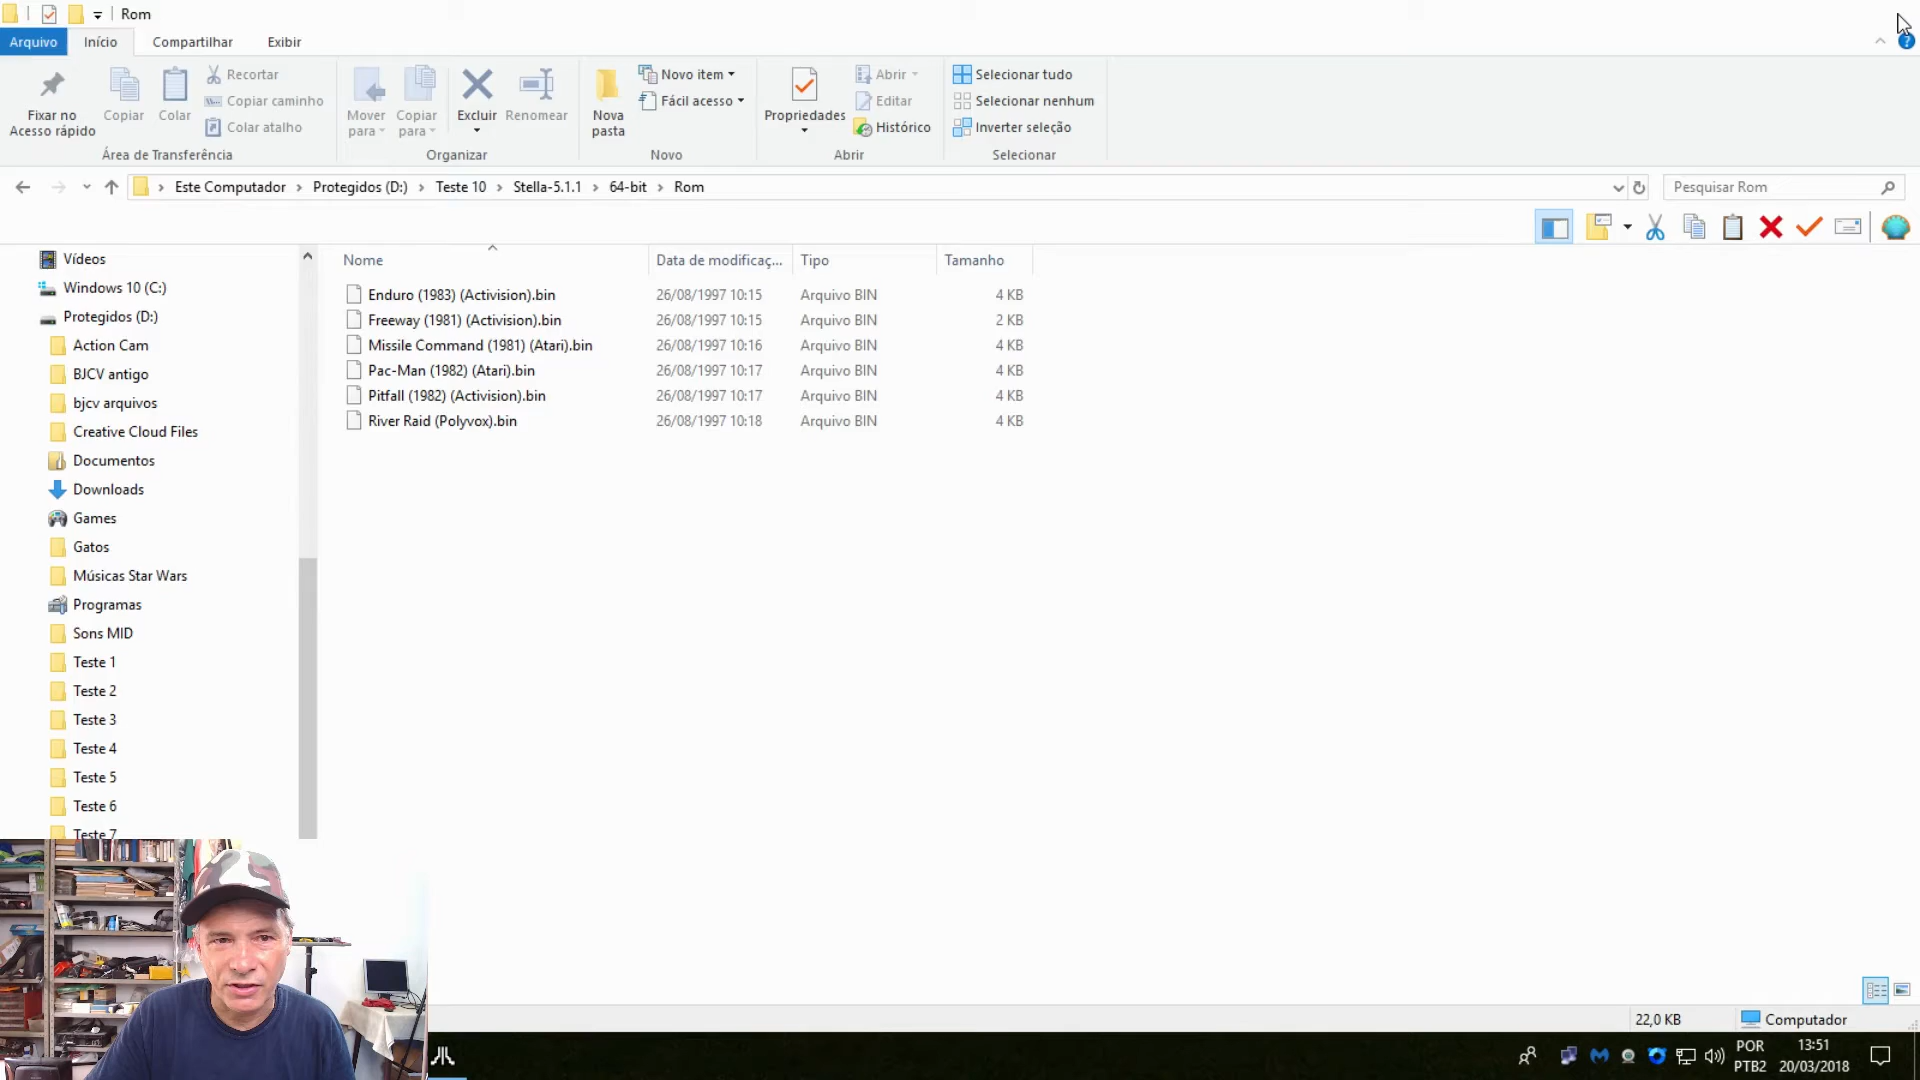 Rom
Arquivo Início Compartilhar Exibir
Fixar no Acesso rápido
Copiar
Colar
Recortar
Copiar caminho
Colar atalho
Área de Transferência
Mover para
Copiar para
Excluir
Renomear
Organizar
Nova pasta
Novo item
Fácil acesso
Novo
Propriedades
Abrir
Editar
Histórico
Abrir
Selecionar tudo
Selecionar nenhum
Inverter seleção
Selecionar
Este Computador Protegidos (D:) Teste 10 Stella-5.1.1 64-bit Rom
Pesquisar Rom
Vídeos
Windows 10 (C:)
Protegidos (D:)
Action Cam
BJCV antigo
bjcv arquivos
Creative Cloud Files
Documentos
Downloads
Games
Gatos
Músicas Star Wars
Programas
Sons MID
Teste 1
Teste 2
Teste 3
Teste 4
Teste 5
Teste 6
Teste 7
Nome Data de modificaç... Tipo Tamanho
Enduro (1983) (Activision).bin 26/08/1997 10:15 Arquivo BIN 4 KB
Freeway (1981) (Activision).bin 26/08/1997 10:15 Arquivo BIN 2 KB
Missile Command (1981) (Atari).bin 26/08/1997 10:16 Arquivo BIN 4 KB
Pac-Man (1982) (Atari).bin 26/08/1997 10:17 Arquivo BIN 4 KB
Pitfall (1982) (Activision).bin 26/08/1997 10:17 Arquivo BIN 4 KB
River Raid (Polyvox).bin 26/08/1997 10:18 Arquivo BIN 4 KB
22,0 KB Computador
POR 13:51
PTB2 20/03/2018